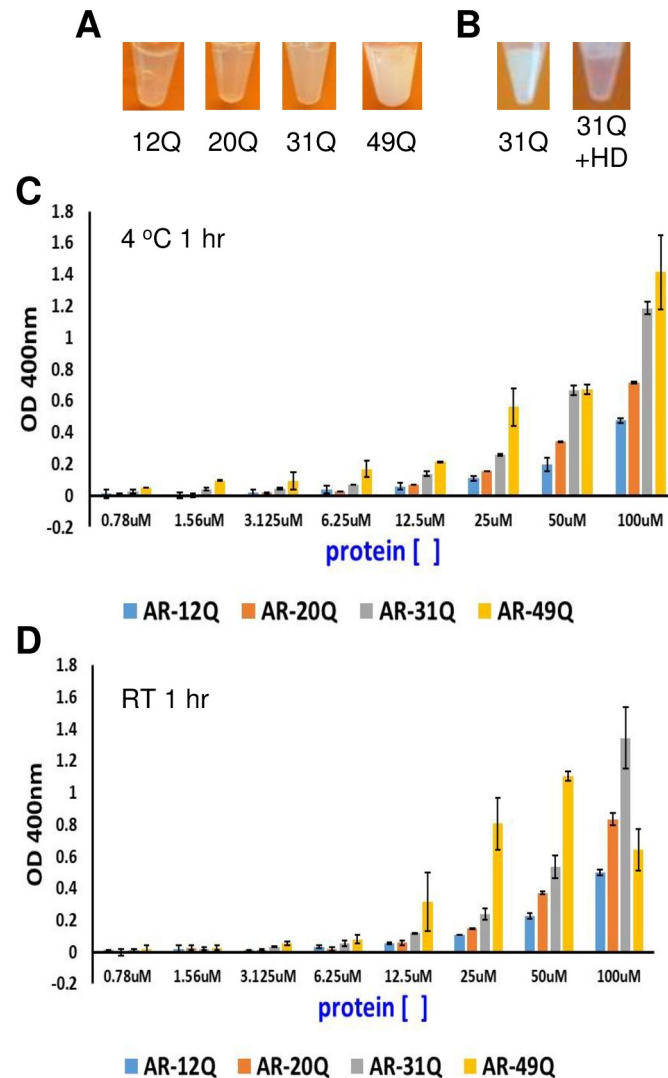 A
B
12Q 20Q 31Q 49Q
31Q
31Q
+HD
C
4 °C 1 hr
OD 400nm
1.8
1.6
1.4
1.2
1
0.8
0.6
0.4
0.2
0
-0.2
0.78uM 1.56uM 3.125uM 6.25uM 12.5uM 25uM 50uM 100uM
protein [ ]
AR-12Q AR-20Q AR-31Q AR-49Q
D
RT 1 hr
OD 400nm
1.8
1.6
1.4
1.2
1
0.8
0.6
0.4
0.2
0
-0.2
0.78uM 1.56uM 3.125uM 6.25uM 12.5uM 25uM 50uM 100uM
protein [ ]
AR-12Q AR-20Q AR-31Q AR-49Q